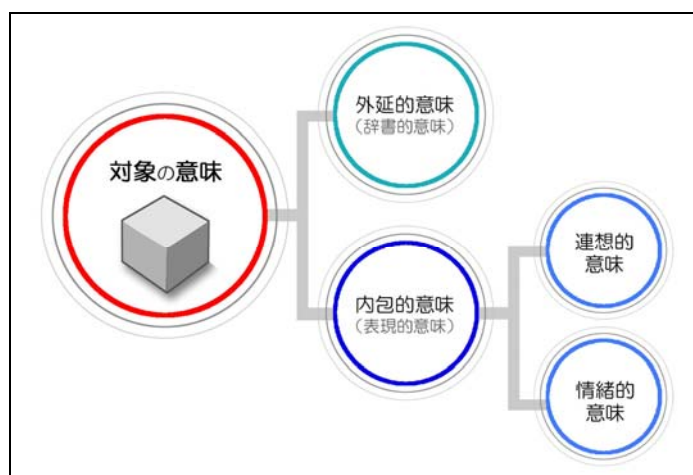 対象の意味
外延的意味
(辞書的意味)
内包的意味
(表現的意味)
連想的
意味
情緒的
意味